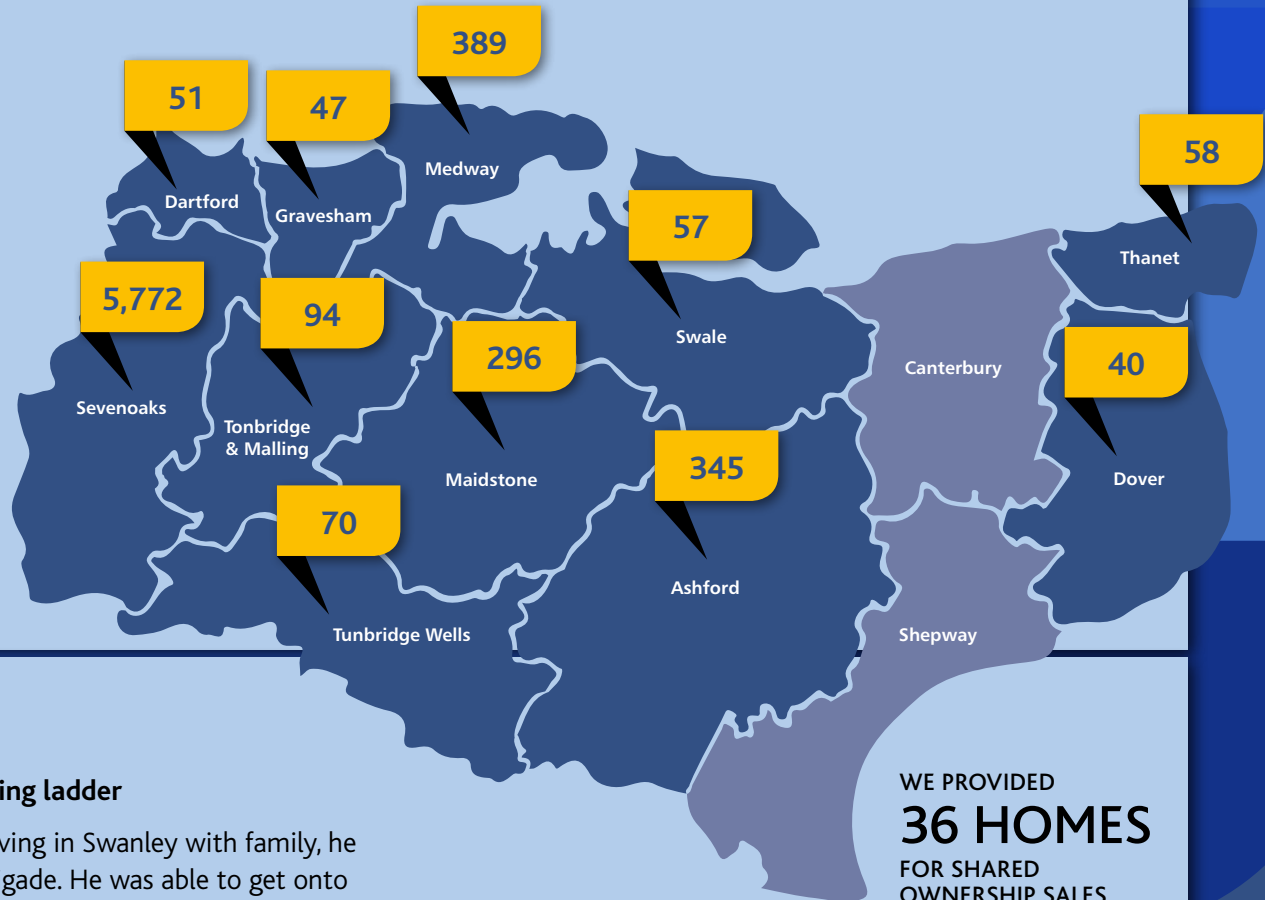 389
51
47
Medway
58
Dartford
Gravesham
57
Thanet
5,772
94
Swale
296
Canterbury
40
Sevenoaks
Tonbridge
& Malling
Maidstone
345
Dover
70
Ashford
Tunbridge Wells
Shepway
ing ladder
ving in Swanley with family, he
gade. He was able to get onto
WE PROVIDED
36 HOMES
FOR SHARED
OWNERSHIP SALES